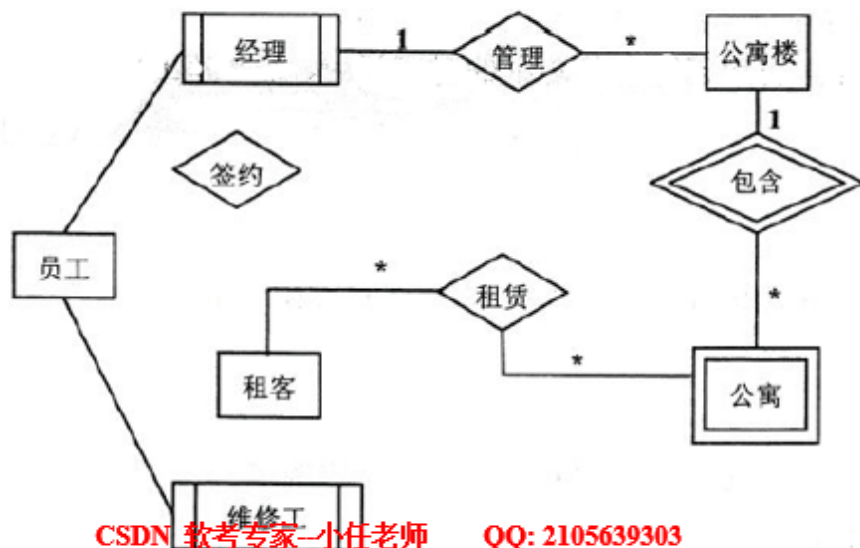 经理 1 管理 * 公寓楼
1
签约 包含
员工 * 租赁 *
租客 * 公寓
维修工
CSDN 软考专家--小任老师 QQ: 2105639303